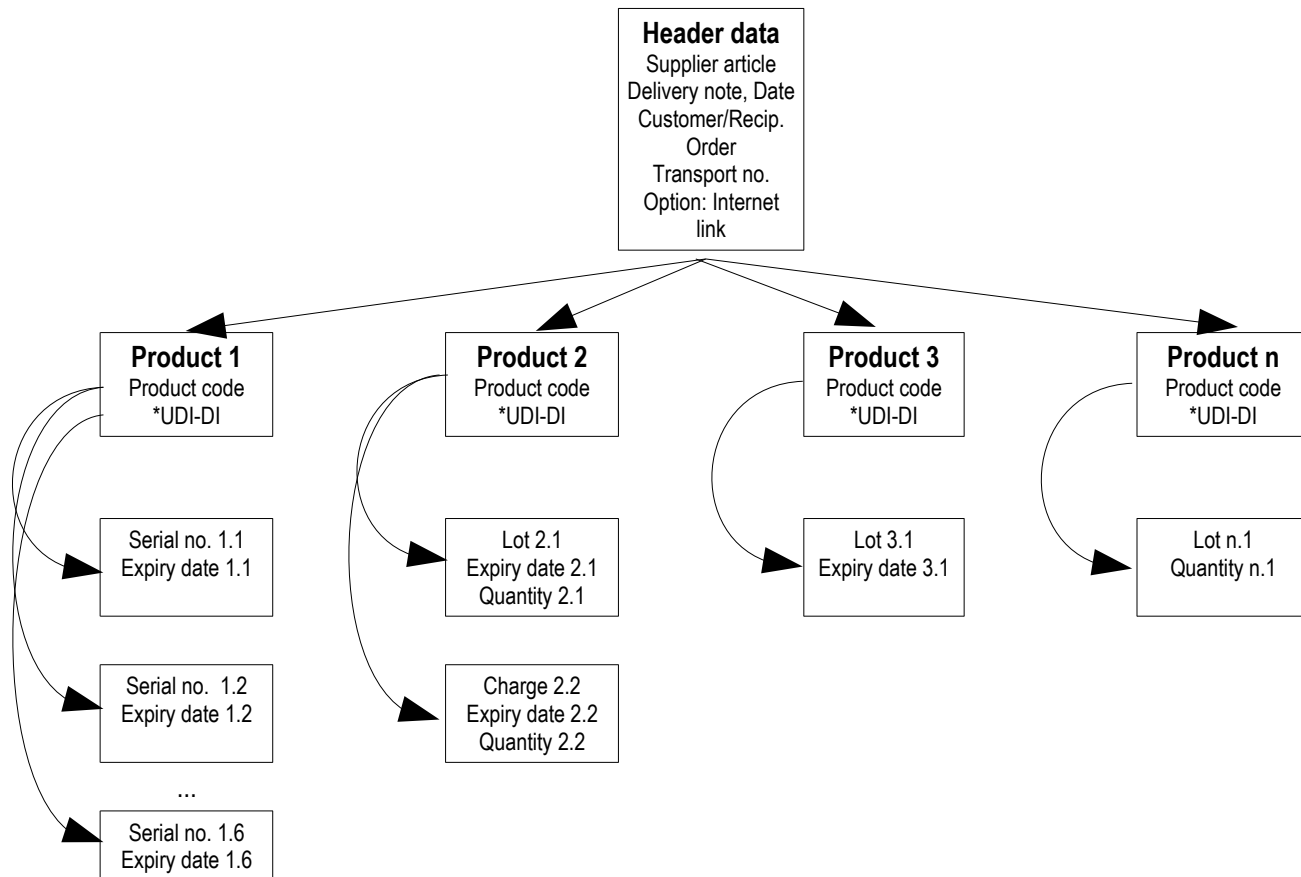 Header data
Supplier article
Delivery note, Date
Customer/Recip.
Order
Transport no.
Option: Internet
link
Product 1
Product code
*UDI-DI
Product 2
Product code
*UDI-DI
Product 3
Product code
*UDI-DI
Product n
Product code
*UDI-DI
Serial no. 1.1
Expiry date 1.1
Lot 2.1
Expiry date 2.1
Quantity 2.1
Lot 3.1
Expiry date 3.1
Lot n.1
Quantity n.1
Serial no. 1.2
Expiry date 1.2
Charge 2.2
Expiry date 2.2
Quantity 2.2
...
Serial no. 1.6
Expiry date 1.6